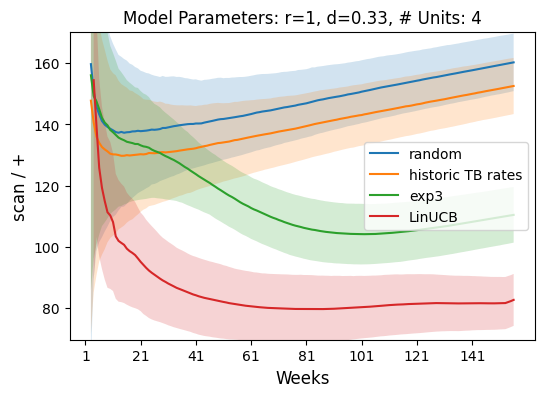 Model Parameters: r=1, d=0.33, # Units: 4
scan / +
160
140
120
100
80
random
historic TB rates
exp3
LinUCB
1 21 41 61 81 101 121 141
Weeks